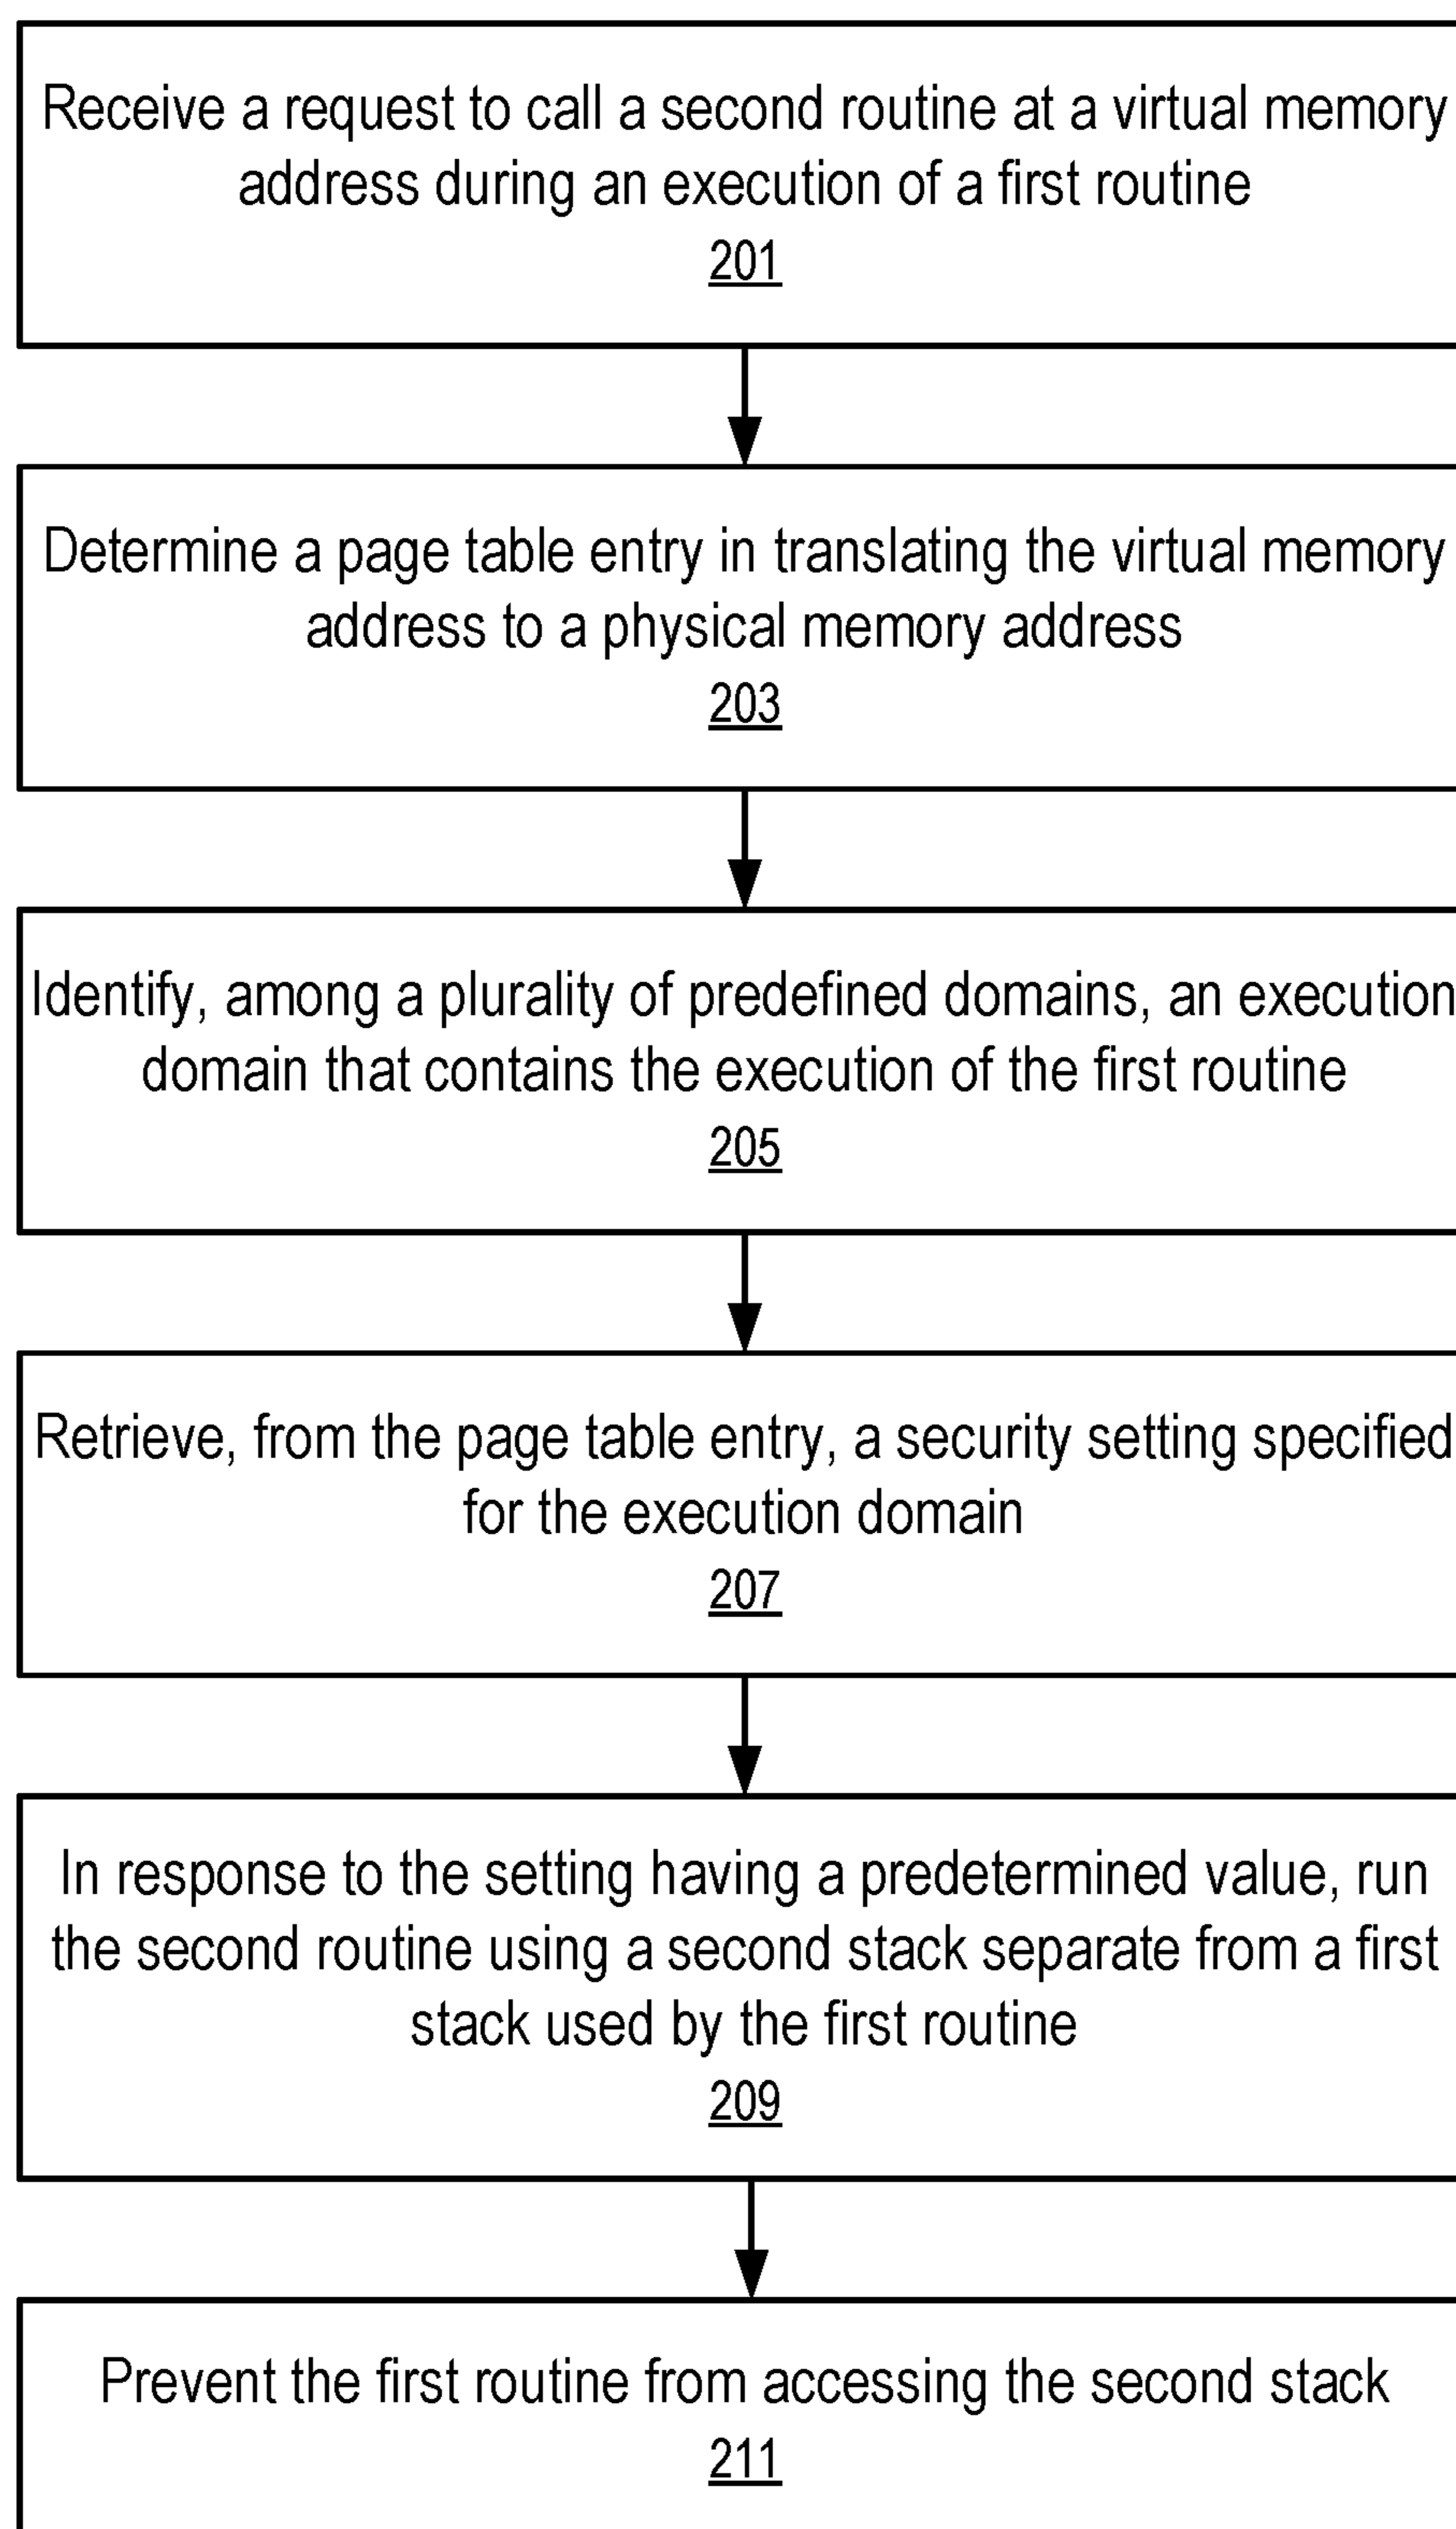 Receive a request to call a second routine at a virtual memory
address during an execution of a first routine
201
Determine a page table entry in translating the virtual memory
address to a physical memory address
203
Identify, among a plurality of predefined domains, an execution
domain that contains the execution of the first routine
205
Retrieve, from the page table entry, a security setting specified
for the execution domain
207
In response to the setting having a predetermined value, run
the second routine using a second stack separate from a first
stack used by the first routine
209
Prevent the first routine from accessing the second stack
211